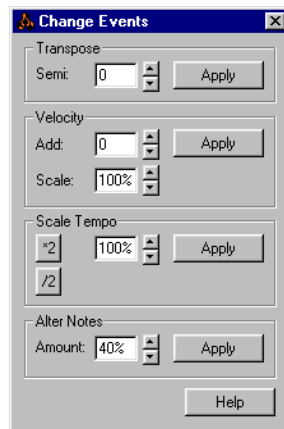 Change Events
Transpose
Semi: 0 Apply
Velocity
Add: 0 Apply
Scale: 100%
Scale Tempo
*2 100% Apply
/2
Alter Notes
Amount: 40% Apply
Help